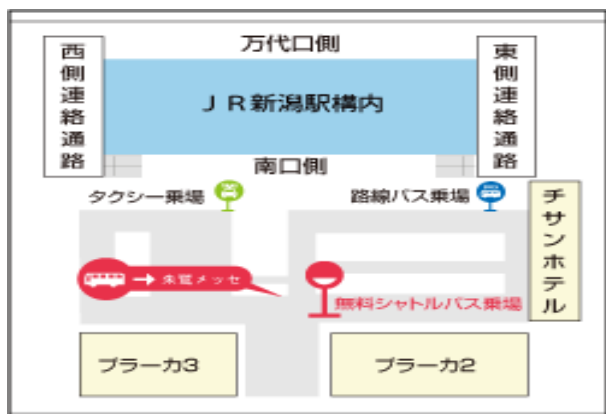 万代口側
西側連絡通路
東側連絡通路
JR新潟駅構内
南口側
タクシー乗場
路線バス乗場
チサンホテル
→朱鷺メッセ
無料シャトルバス乗場
プラーカ3
プラーカ2